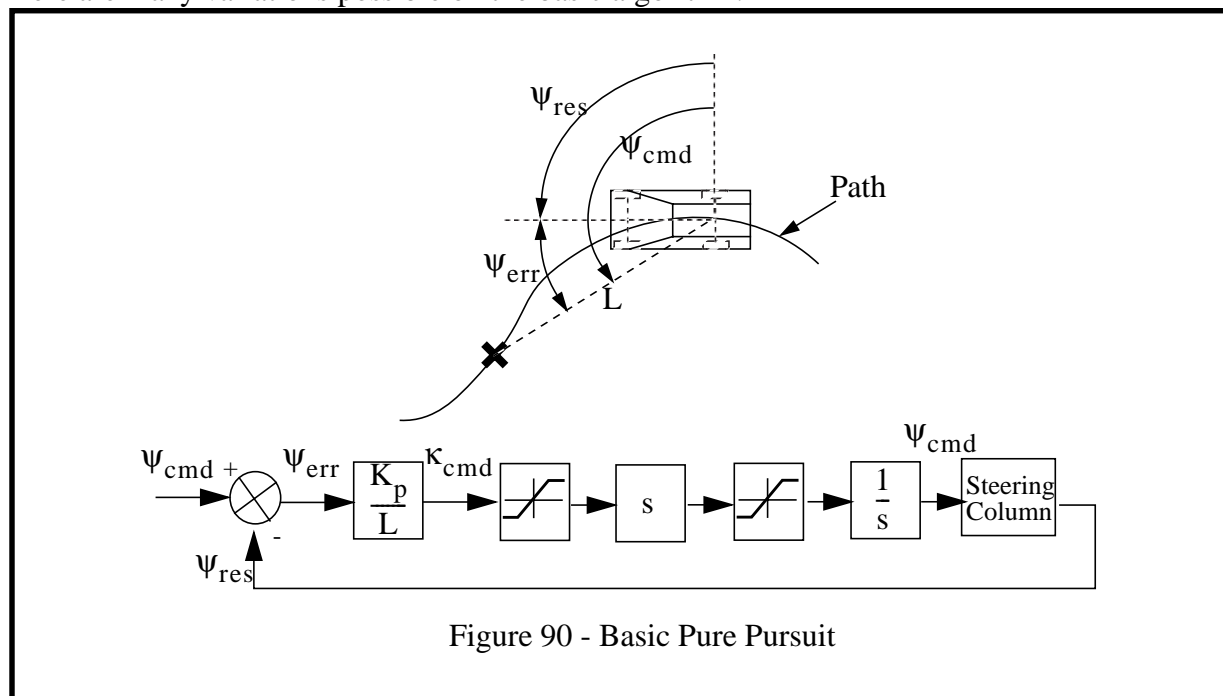 ψres
ψcmd
Path
ψerr
L
ψcmd
+
ψerr
Kp
L
κcmd
s
1
s
ψcmd
Steering
Column
-
ψres
Figure 90 - Basic Pure Pursuit